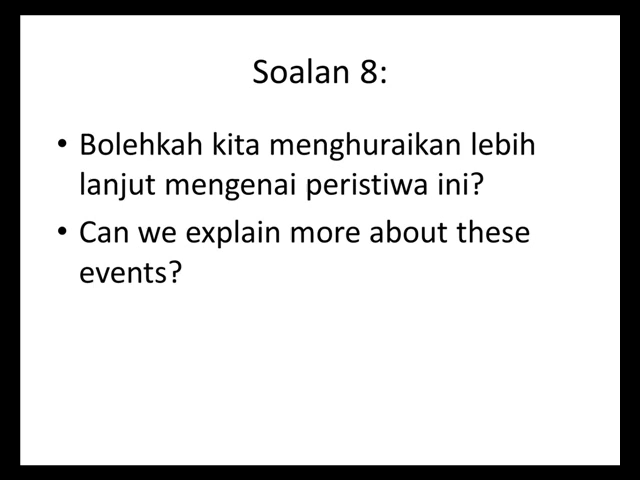 Soalan 8:
• Bolehkah kita menghuraikan lebih
lanjut mengenai peristiwa ini?
• Can we explain more about these
events?